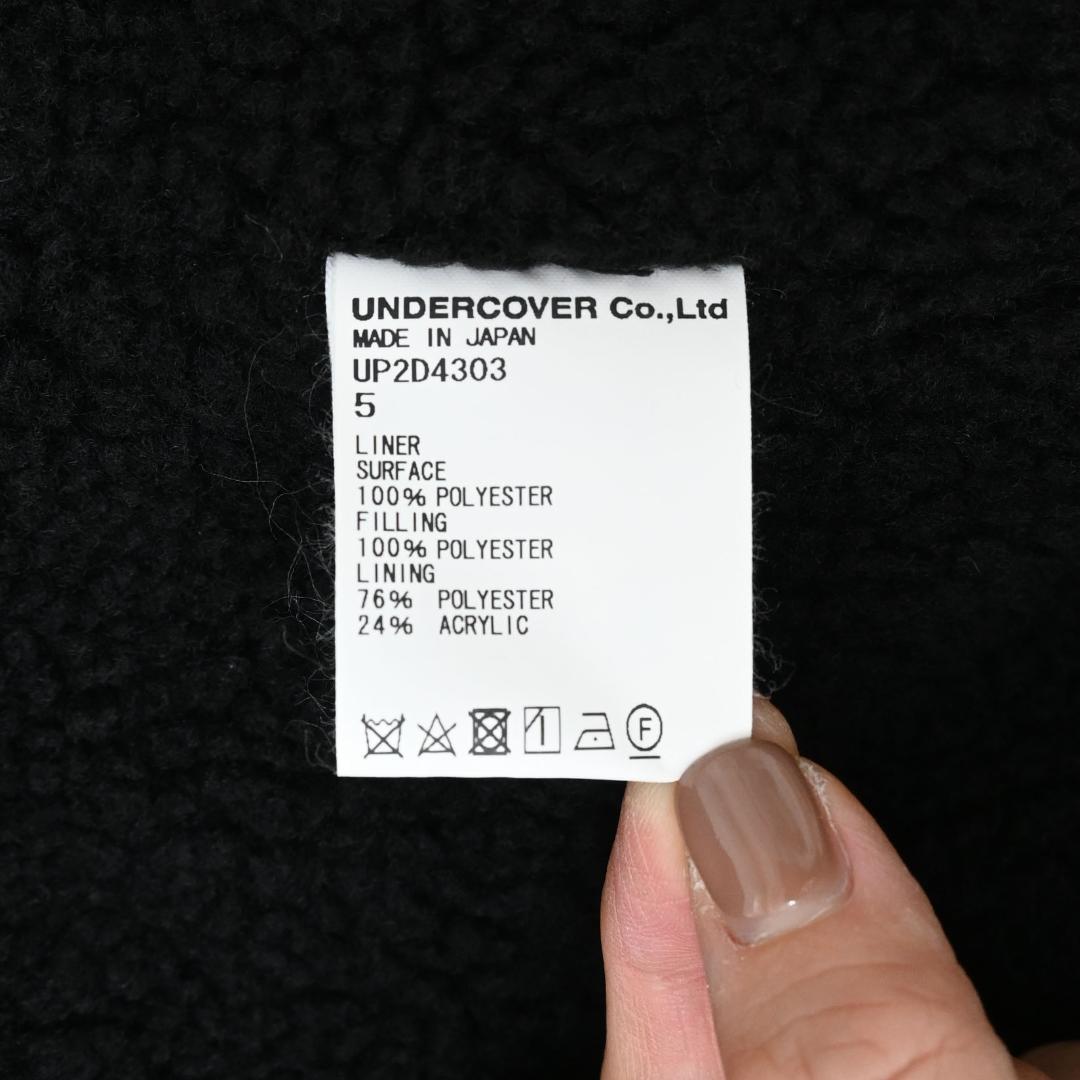 UNDERCOVER Co.,Ltd
MADE IN JAPAN
UP2D4303
5
LINER
SURFACE
100% POLYESTER
FILLING
100% POLYESTER
LINING
76% POLYESTER
24% ACRYLIC
F